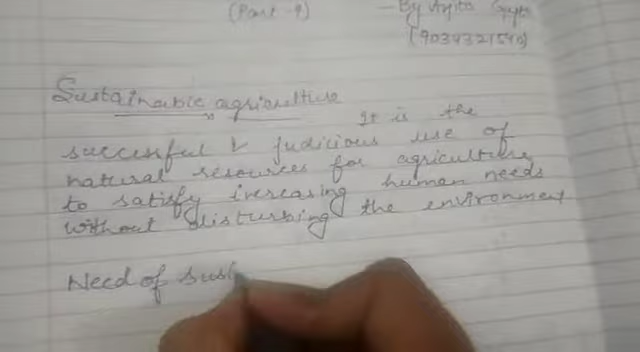 (Part-9)
- By Anita Gupta
(9034321540)
Sustainable agriculture
It is the
successful & judicious use of
natural resources for agriculture
to satisfy increasing human needs
without disturbing the environment
Need of sust